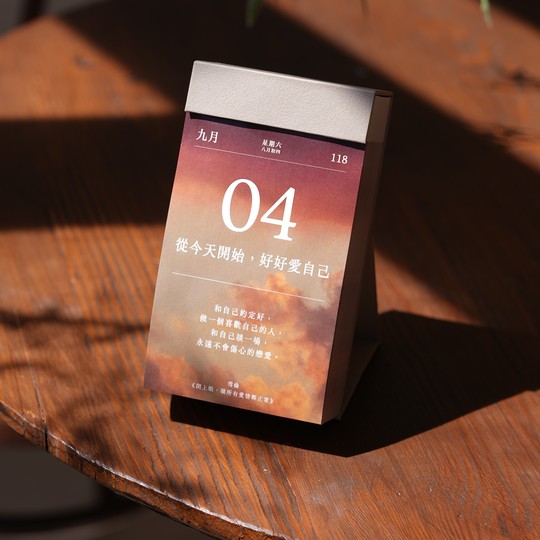 九月
星期六
八月初四
118
04
從今天開始，好好愛自己
和自己約定好，
做一個喜歡自己的人，
和自己談一場，
永遠不會傷心的戀愛。